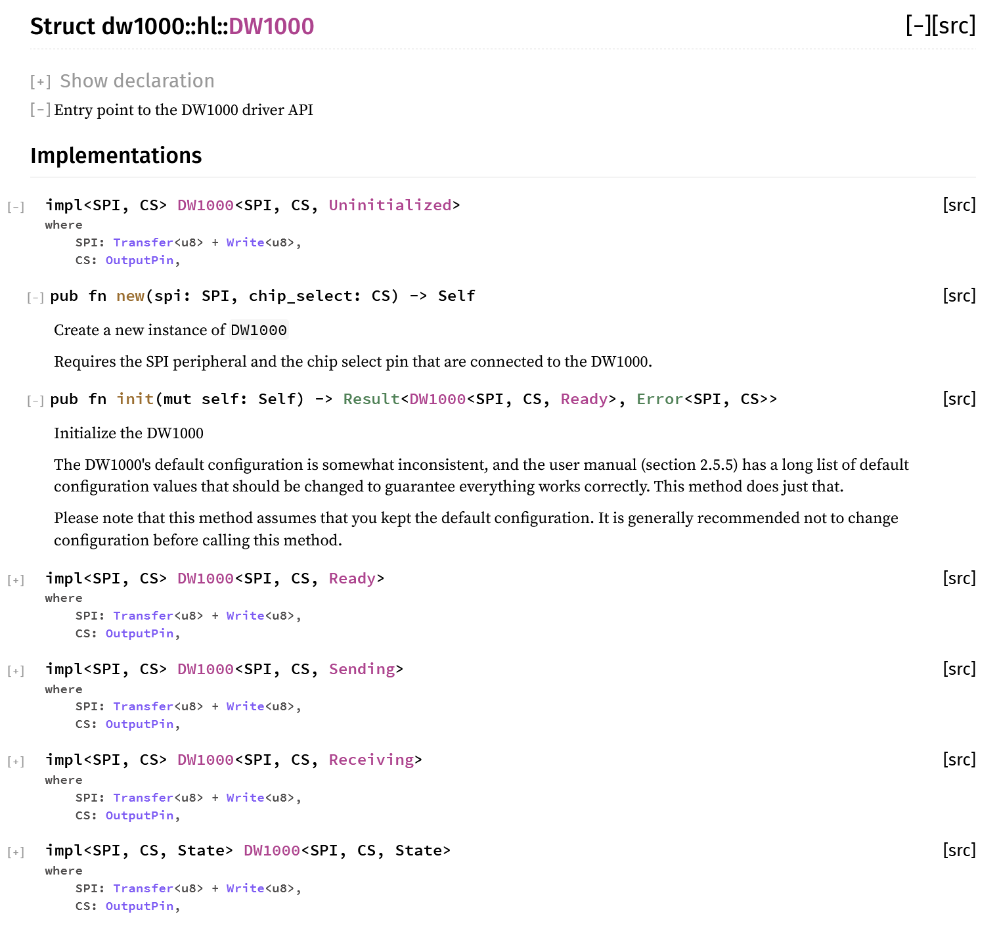 Struct dw1000::hl::DW1000 [−][src]
[+] Show declaration
[−] Entry point to the DW1000 driver API
Implementations
[−] impl<SPI, CS> DW1000<SPI, CS, Uninitialized> [src]
where
SPI: Transfer<u8> + Write<u8>,
CS: OutputPin,
[−] pub fn new(spi: SPI, chip_select: CS) -> Self [src]
Create a new instance of DW1000
Requires the SPI peripheral and the chip select pin that are connected to the DW1000.
[−] pub fn init(mut self: Self) -> Result<DW1000<SPI, CS, Ready>, Error<SPI, CS>> [src]
Initialize the DW1000
The DW1000's default configuration is somewhat inconsistent, and the user manual (section 2.5.5) has a long list of default
configuration values that should be changed to guarantee everything works correctly. This method does just that.
Please note that this method assumes that you kept the default configuration. It is generally recommended not to change
configuration before calling this method.
[+] impl<SPI, CS> DW1000<SPI, CS, Ready> [src]
where
SPI: Transfer<u8> + Write<u8>,
CS: OutputPin,
[+] impl<SPI, CS> DW1000<SPI, CS, Sending> [src]
where
SPI: Transfer<u8> + Write<u8>,
CS: OutputPin,
[+] impl<SPI, CS> DW1000<SPI, CS, Receiving> [src]
where
SPI: Transfer<u8> + Write<u8>,
CS: OutputPin,
[+] impl<SPI, CS, State> DW1000<SPI, CS, State> [src]
where
SPI: Transfer<u8> + Write<u8>,
CS: OutputPin,